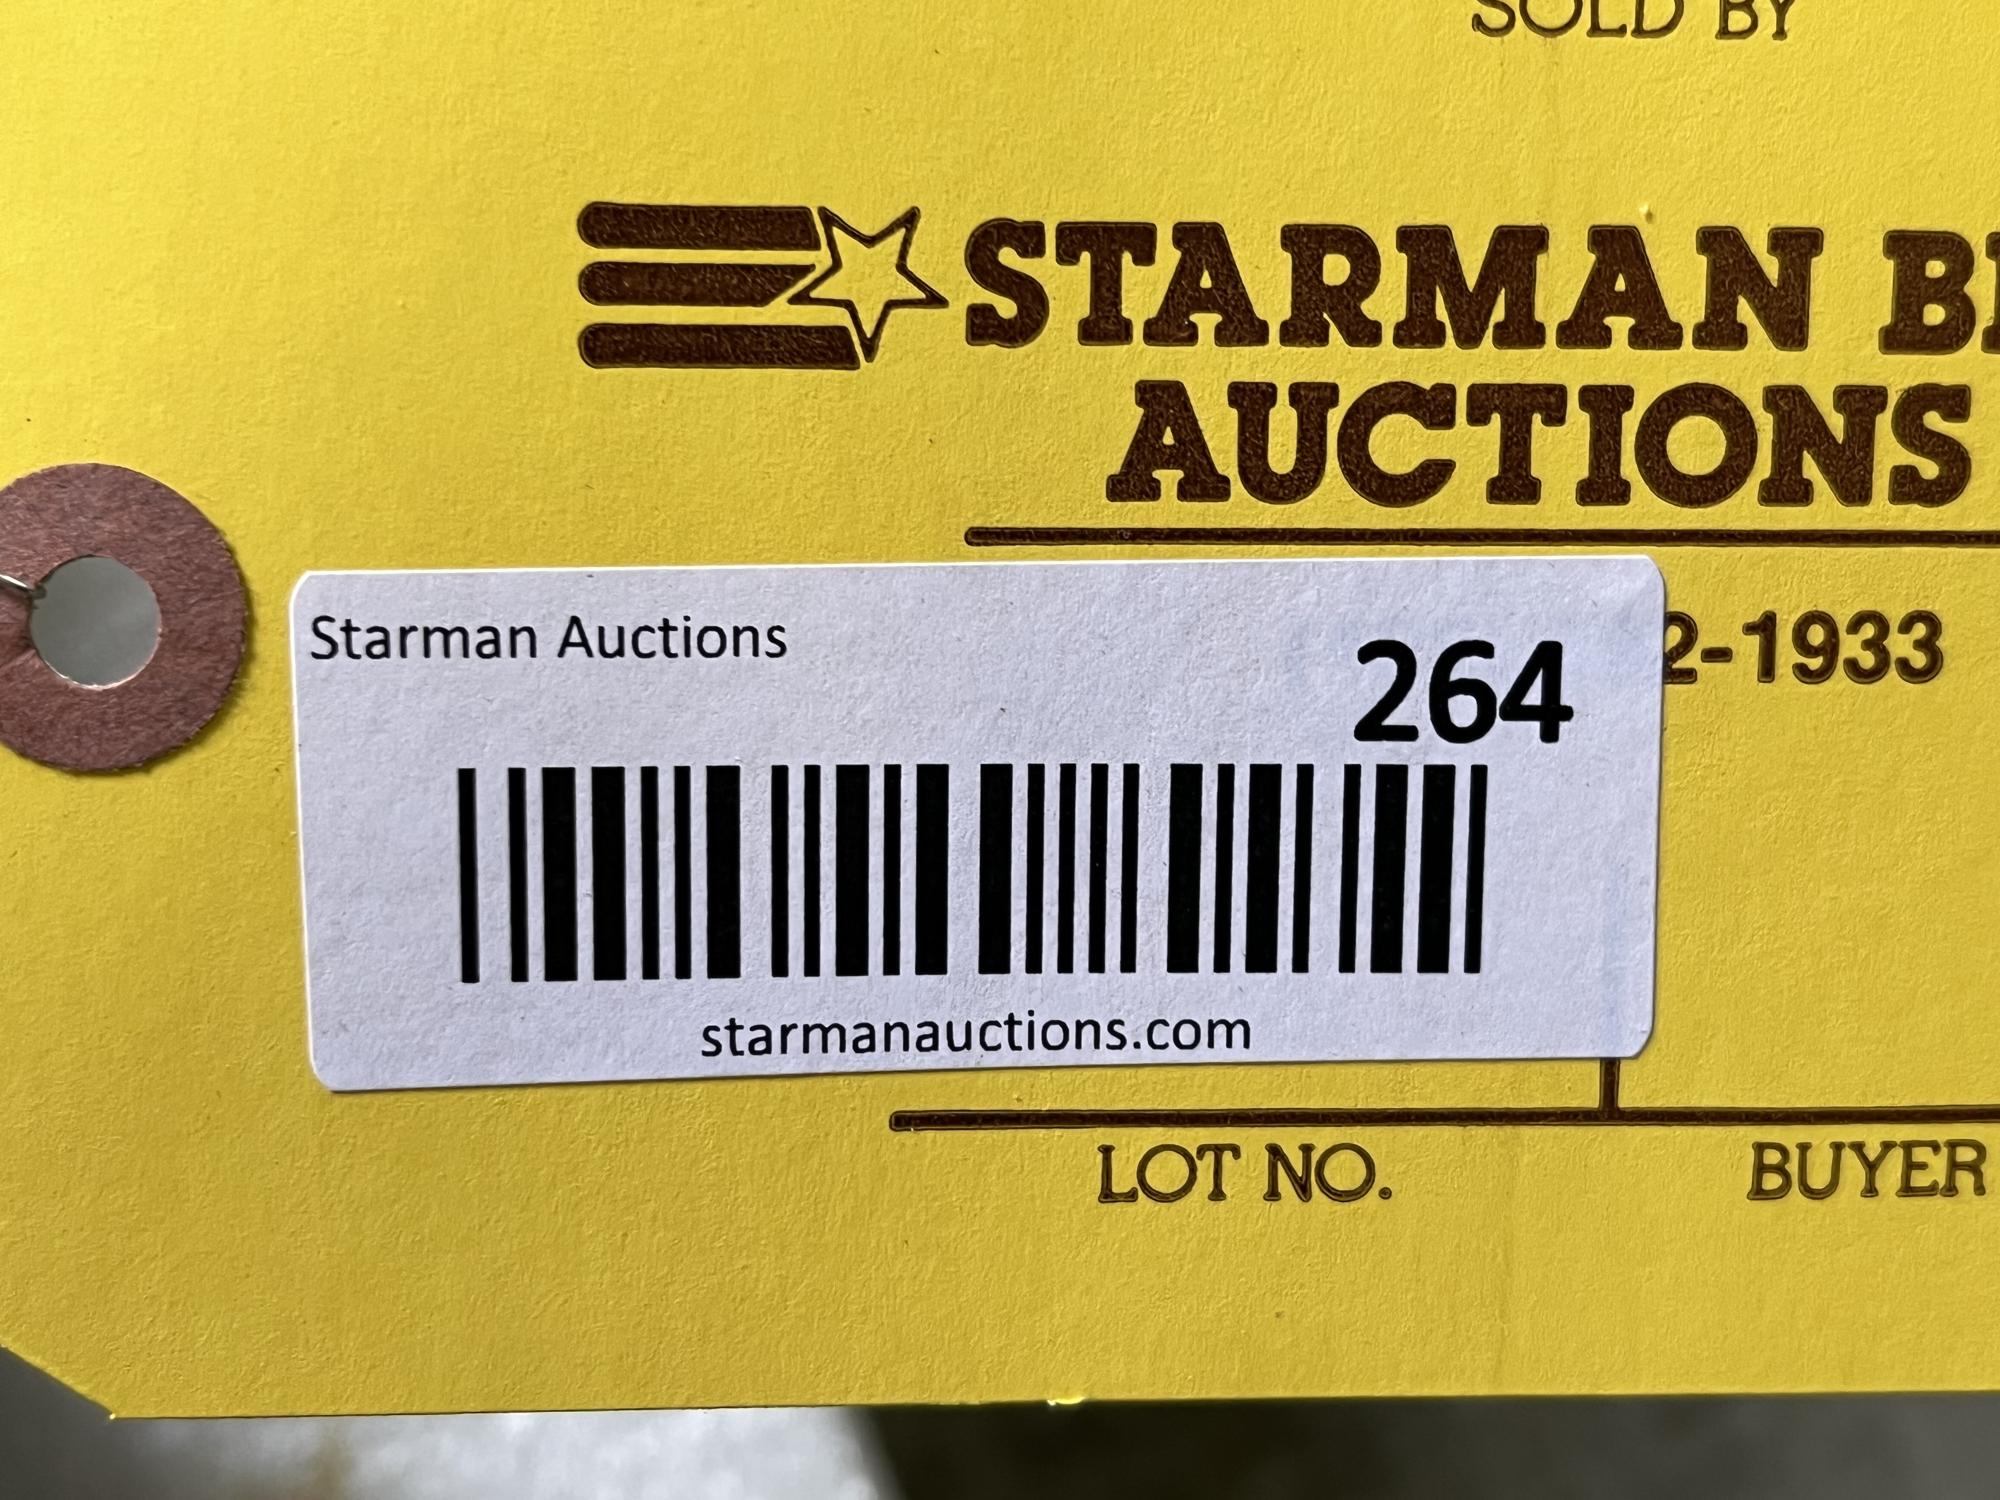 SOLD BY
STARMAN
AUCTIONS
Starman Auctions
264
2-1933
starmanauctions.com
LOT NO.
BUYER